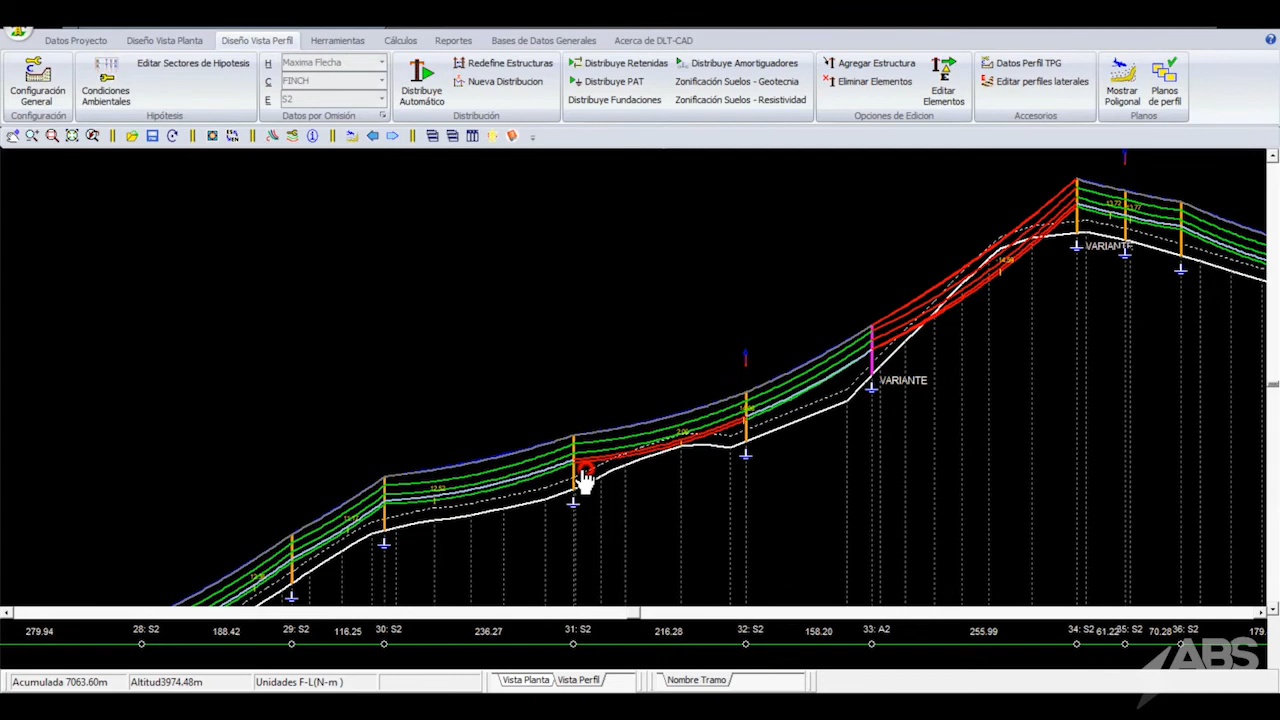 Datos Proyecto Diseño Vista Planta Diseño Vista Perfil Herramientas Cálculos Reportes Bases de Datos Generales Acerca de DLT-CAD
Configuración General
Configuración
Condiciones Ambientales
Editar Sectores de Hipotesis
Hipótesis
H Maxima Flecha
C FINCH
E S2
Datos por Omisión
Distribuye Automático
Redefine Estructuras
Nueva Distribucion
Distribución
Distribuye Retenidas
Distribuye PAT
Distribuye Fundaciones
Distribuye Amortiguadores
Zonificación Suelos - Geotecnia
Zonificación Suelos - Resistividad
Agregar Estructura
Eliminar Elementos
Editar Elementos
Opciones de Edicion
Datos Perfil TPG
Editar perfiles laterales
Accesorios
Mostrar Poligonal
Planos de perfil
Planos
VARIANTE
VARIANTE
12.52
279.94 28: S2 188.42 29: S2 116.25 30: S2 236.27 31: S2 216.28 32: S2 158.20 33: A2 255.99 34: S2 61.22 35: S2 70.28 36: S2 179.
ABS
Acumulada 7063.60m Altitud3974.48m Unidades F-L(N-m ) Vista Planta Vista Perfil Nombre Tramo